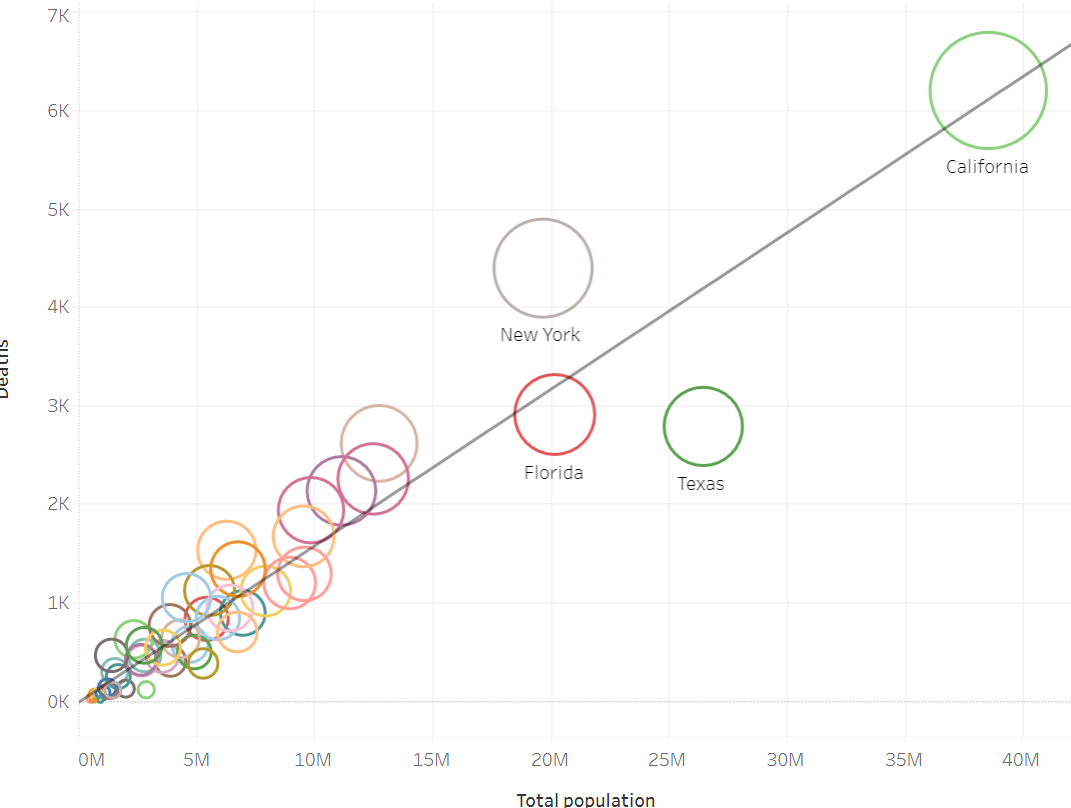 7K
6K
5K
4K
3K
2K
1K
0K
Deaths
California
New York
Florida
Texas
0M 5M 10M 15M 20M 25M 30M 35M 40M
Total population